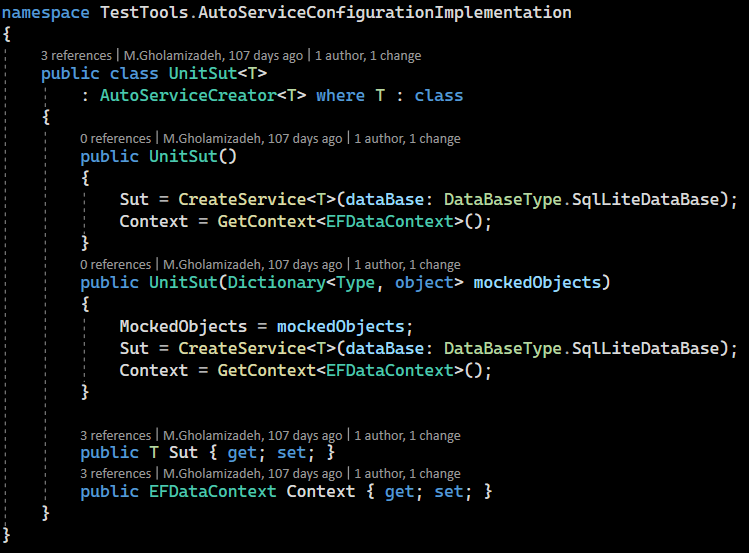 namespace TestTools.AutoServiceConfigurationImplementation
{
3 references | M.Gholamizadeh, 107 days ago | 1 author, 1 change
public class UnitSut<T>
: AutoServiceCreator<T> where T : class
{
0 references | M.Gholamizadeh, 107 days ago | 1 author, 1 change
public UnitSut()
{
Sut = CreateService<T>(dataBase: DataBaseType.SqlLiteDataBase);
Context = GetContext<EFDataContext>();
}
0 references | M.Gholamizadeh, 107 days ago | 1 author, 1 change
public UnitSut(Dictionary<Type, object> mockedObjects)
{
MockedObjects = mockedObjects;
Sut = CreateService<T>(dataBase: DataBaseType.SqlLiteDataBase);
Context = GetContext<EFDataContext>();
}
3 references | M.Gholamizadeh, 107 days ago | 1 author, 1 change
public T Sut { get; set; }
3 references | M.Gholamizadeh, 107 days ago | 1 author, 1 change
public EFDataContext Context { get; set; }
}
}